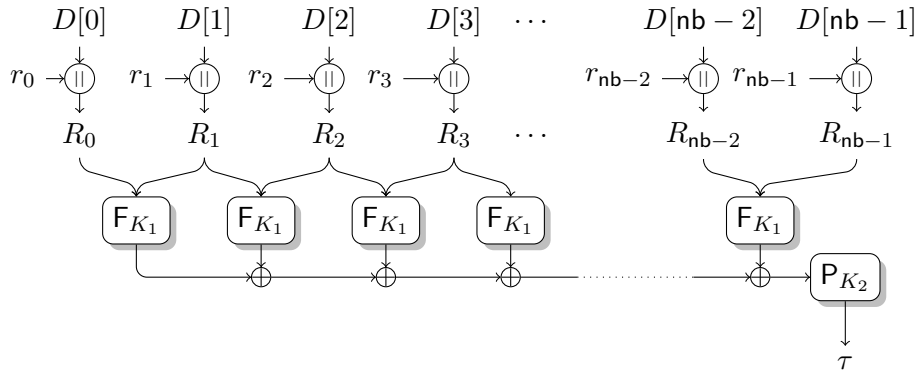 D[0] D[1] D[2] D[3] ··· D[nb − 2] D[nb − 1]
r₀ || r₁ || r₂ || r₃ || r_{nb−2} || r_{nb−1} ||
R₀ R₁ R₂ R₃ ··· R_{nb−2} R_{nb−1}
F_{K₁} F_{K₁} F_{K₁} F_{K₁} F_{K₁}
P_{K₂}
τ